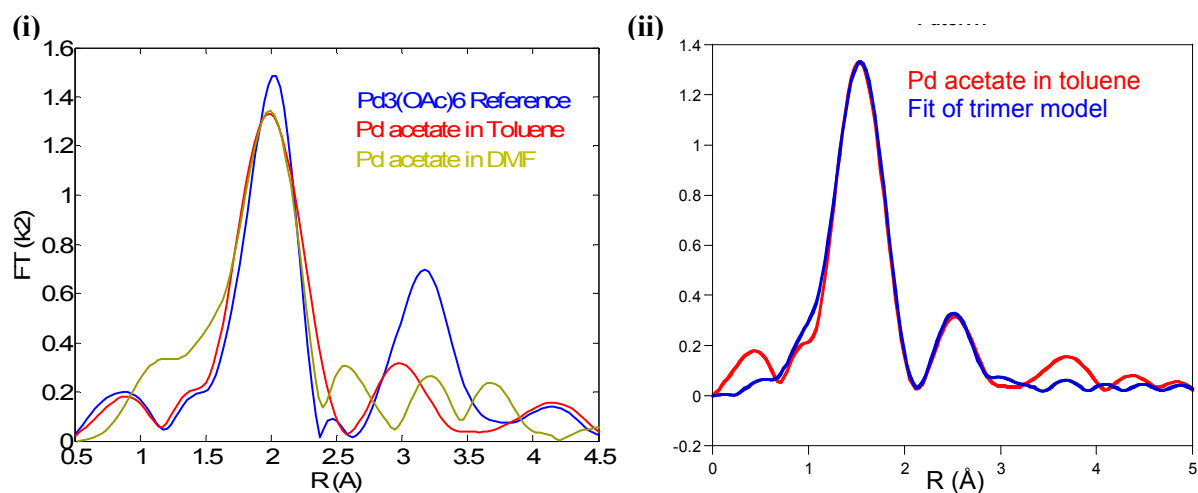 (i)
1.6
1.4
1.2
1
0.8
0.6
0.4
0.2
0
FT (k2)
Pd3(OAc)6 Reference
Pd acetate in Toluene
Pd acetate in DMF
0.5 1 1.5 2 2.5 3 3.5 4 4.5
R (A)
(ii)
1.4
1.2
1
0.8
0.6
0.4
0.2
0
-0.2
Pd acetate in toluene
Fit of trimer model
0 1 2 3 4 5
R (Å)